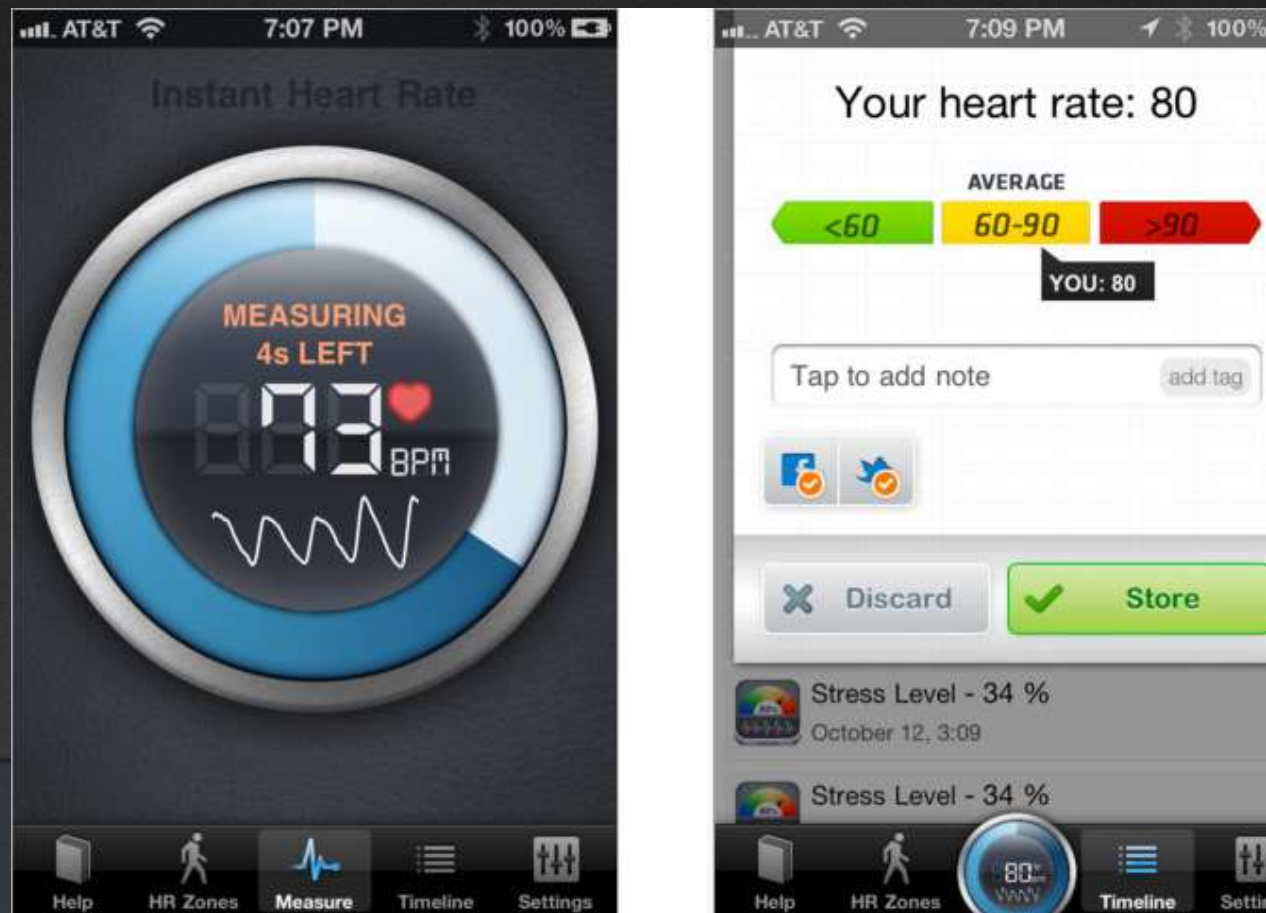 AT&T 7:07 PM 100%
Instant Heart Rate
MEASURING
4s LEFT
73
BPM
Help HR Zones Measure Timeline Settings
AT&T 7:09 PM 100%
Your heart rate: 80
AVERAGE
<60 60-90 >90
YOU: 80
Tap to add note add tag
Discard Store
Stress Level - 34 %
October 12, 3:09
Stress Level - 34 %
80
Help HR Zones Timeline Settin